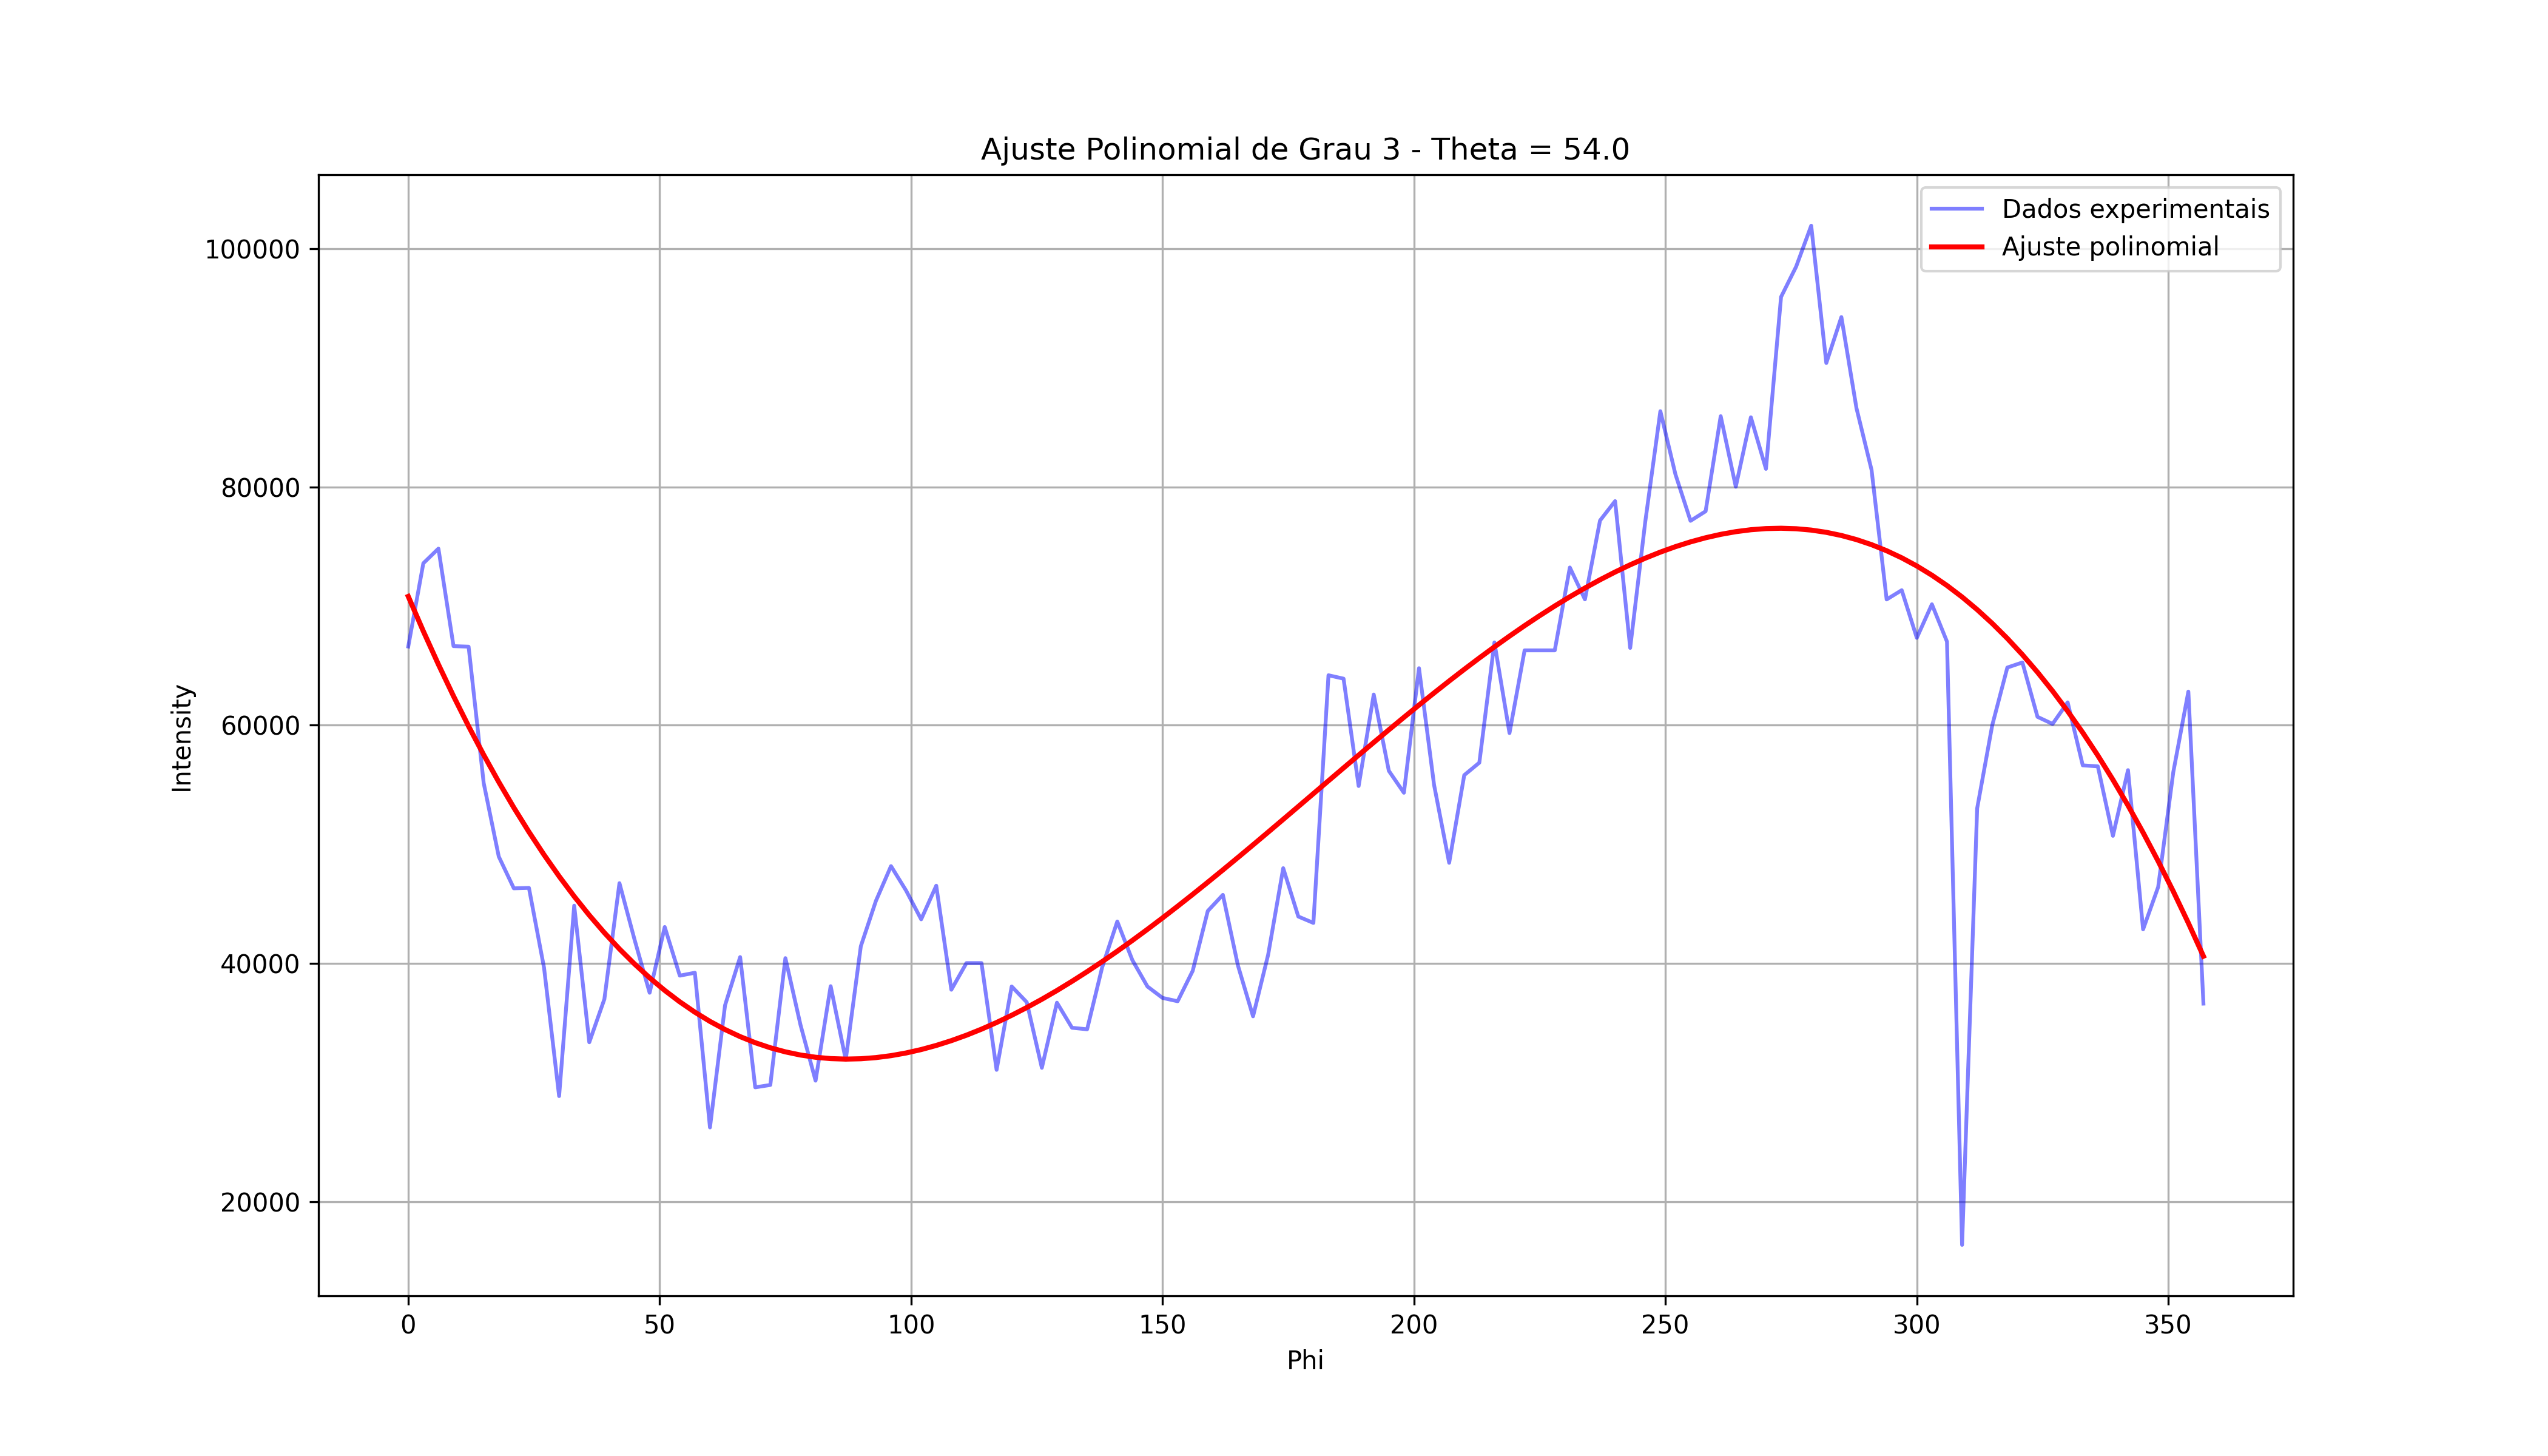 Ajuste Polinomial de Grau 3 - Theta = 54.0
Dados experimentais
Ajuste polinomial
100000
80000
60000
40000
20000
Intensity
0 50 100 150 200 250 300 350
Phi